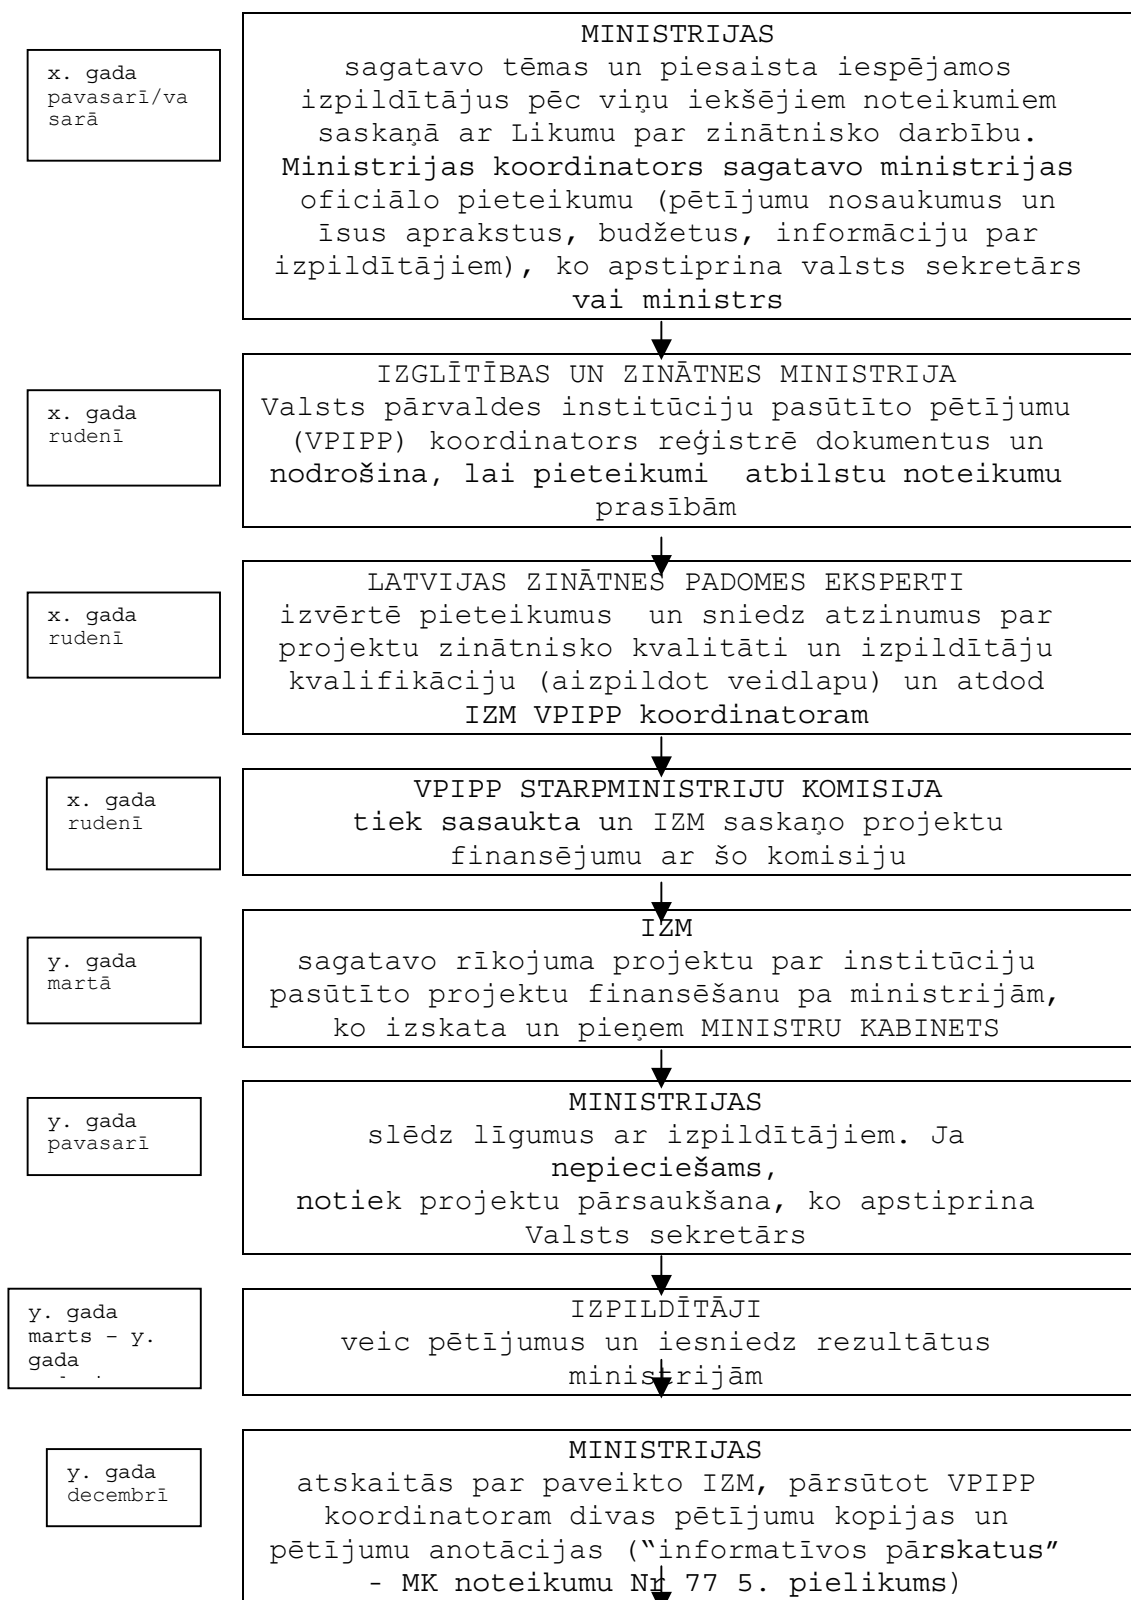 x. gada
pavasarī/va
sarā
MINISTRIJAS
sagatavo tēmas un piesaista iespējamos
izpildītājus pēc viņu iekšējiem noteikumiem
saskaņā ar Likumu par zinātnisko darbību.
Ministrijas koordinators sagatavo ministrijas
oficiālo pieteikumu (pētījumu nosaukumus un
īsus aprakstus, budžetus, informāciju par
izpildītājiem), ko apstiprina valsts sekretārs
vai ministrs
x. gada
rudenī
IZGLĪTĪBAS UN ZINĀTNES MINISTRIJA
Valsts pārvaldes institūciju pasūtīto pētījumu
(VPIPP) koordinators reģistrē dokumentus un
nodrošina, lai pieteikumi atbilstu noteikumu
prasībām
x. gada
rudenī
LATVIJAS ZINĀTNES PADOMES EKSPERTI
izvērtē pieteikumus un sniedz atzinumus par
projektu zinātnisko kvalitāti un izpildītāju
kvalifikāciju (aizpildot veidlapu) un atdod
IZM VPIPP koordinatoram
x. gada
rudenī
VPIPP STARPMINISTRIJU KOMISIJA
tiek sasaukta un IZM saskaņo projektu
finansējumu ar šo komisiju
y. gada
martā
IZM
sagatavo rīkojuma projektu par institūciju
pasūtīto projektu finansēšanu pa ministrijām,
ko izskata un pieņem MINISTRU KABINETS
y. gada
pavasarī
MINISTRIJAS
slēdz līgumus ar izpildītājiem. Ja
nepieciešams,
notiek projektu pārsaukšana, ko apstiprina
Valsts sekretārs
y. gada
marts – y.
gada
IZPILDĪTĀJI
veic pētījumus un iesniedz rezultātus
ministrijām
y. gada
decembrī
MINISTRIJAS
atskaitās par paveikto IZM, pārsūtot VPIPP
koordinatoram divas pētījumu kopijas un
pētījumu anotācijas (“informatīvos pārskatus”
- MK noteikumu Nr 77 5. pielikums)